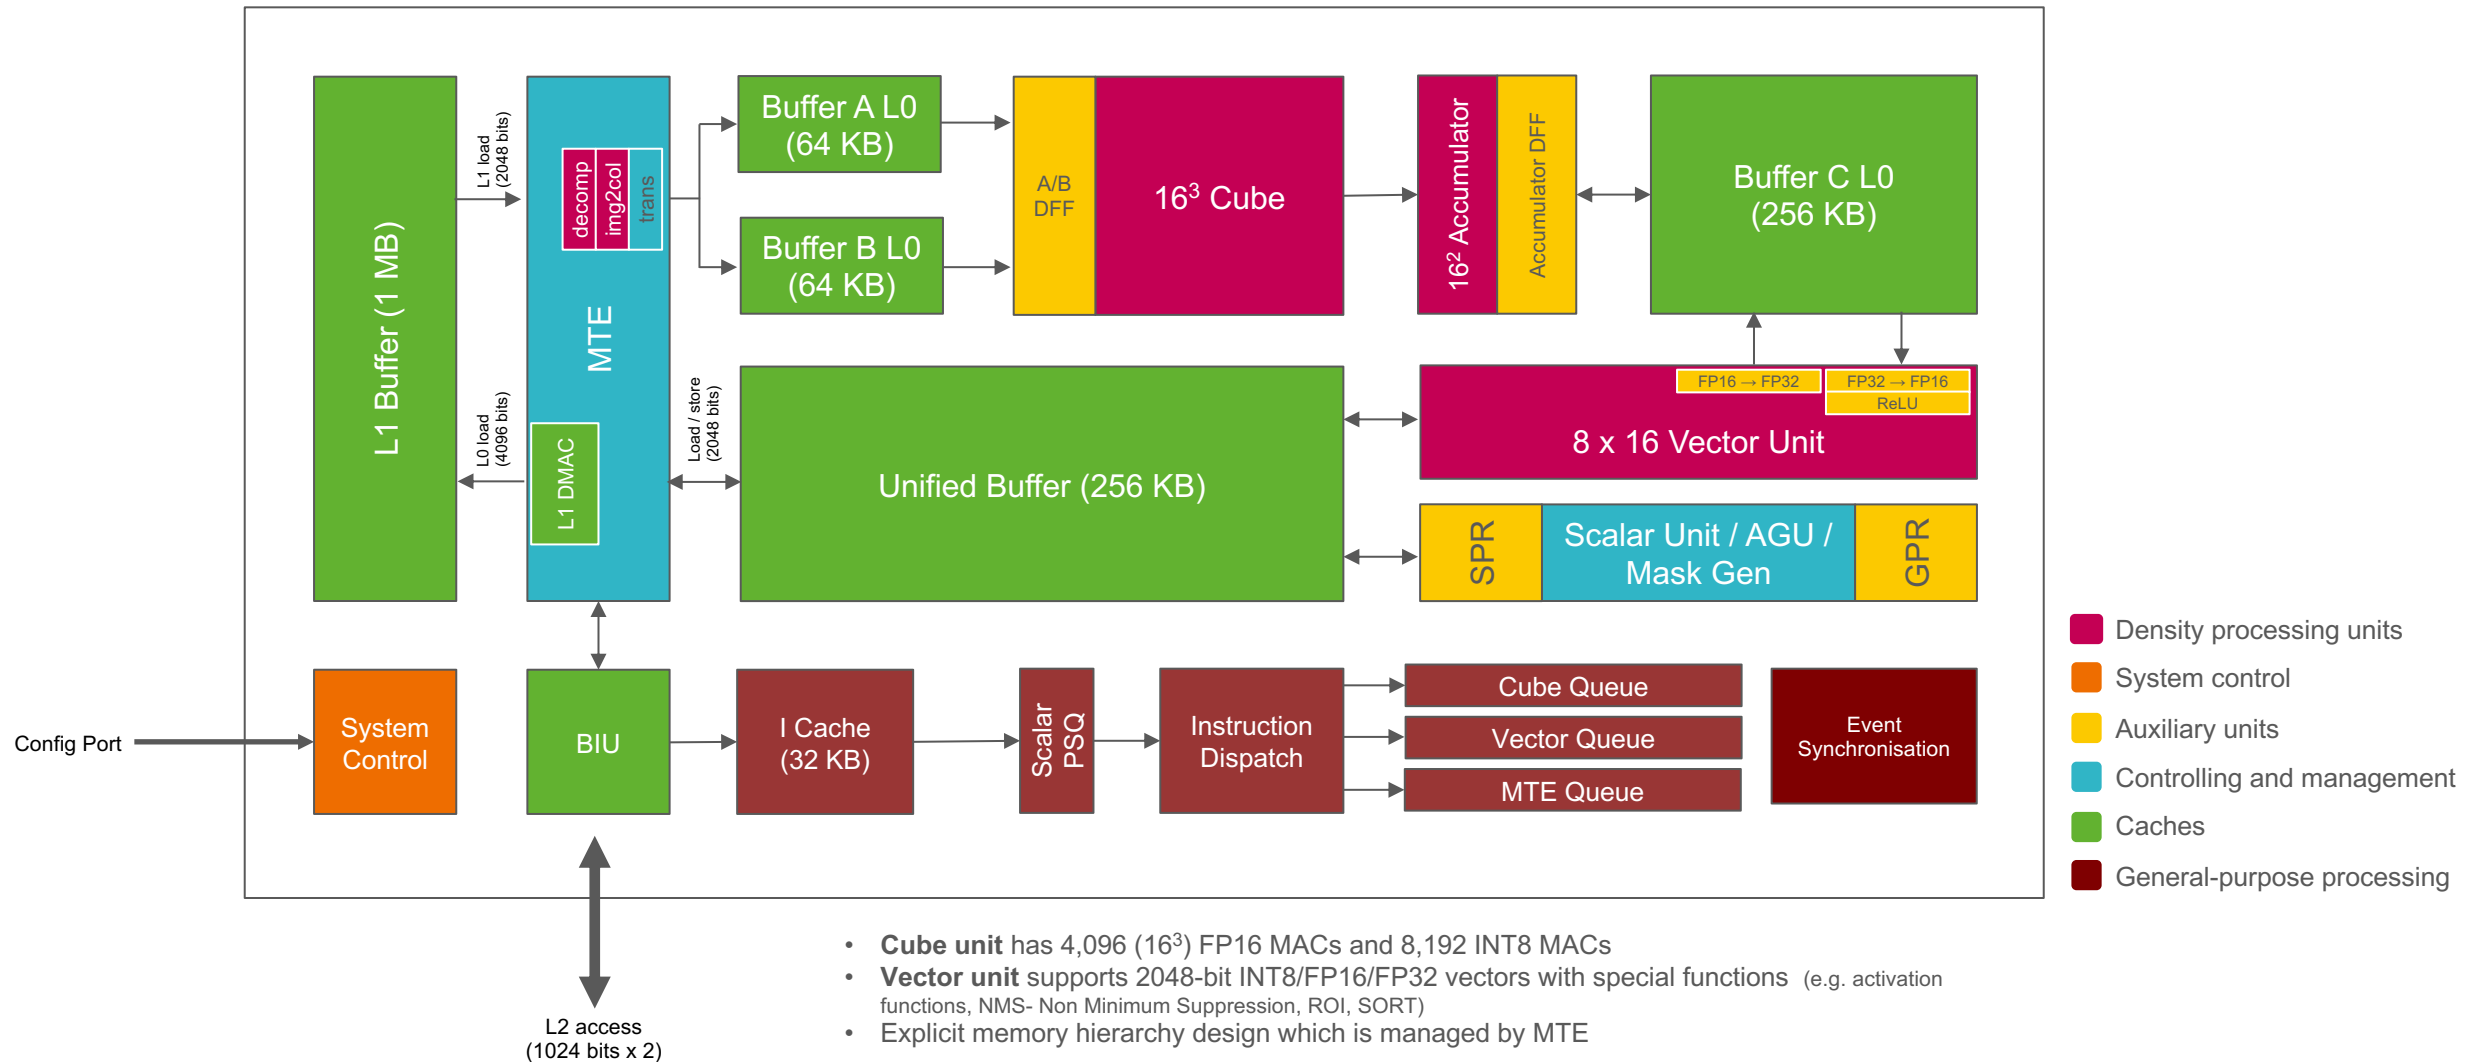 L1 Buffer (1 MB)
L1 load
(2048 bits)
L0 load
(4096 bits)
MTE
decomp
img2col
trans
L1 DMAC
Load / store
(2048 bits)
Buffer A L0
(64 KB)
Buffer B L0
(64 KB)
A/B
DFF
16³ Cube
16² Accumulator
Accumulator DFF
Buffer C L0
(256 KB)
Unified Buffer (256 KB)
FP16 → FP32
FP32 → FP16
ReLU
8 x 16 Vector Unit
SPR
Scalar Unit / AGU /
Mask Gen
GPR
Config Port
System
Control
BIU
I Cache
(32 KB)
Scalar
PSQ
Instruction
Dispatch
Cube Queue
Vector Queue
MTE Queue
Event
Synchronisation
L2 access
(1024 bits x 2)
Density processing units
System control
Auxiliary units
Controlling and management
Caches
General-purpose processing
• Cube unit has 4,096 (16³) FP16 MACs and 8,192 INT8 MACs
• Vector unit supports 2048-bit INT8/FP16/FP32 vectors with special functions (e.g. activation
functions, NMS- Non Minimum Suppression, ROI, SORT)
• Explicit memory hierarchy design which is managed by MTE